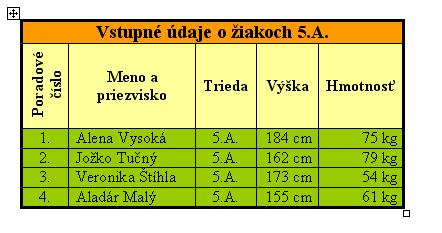 Vstupné údaje o žiakoch 5.A.
Poradové číslo Meno a priezvisko Trieda Výška Hmotnosť
1. Alena Vysoká 5.A. 184 cm 75 kg
2. Jožko Tučný 5.A. 162 cm 79 kg
3. Veronika Štíhla 5.A. 173 cm 54 kg
4. Aladár Malý 5.A. 155 cm 61 kg